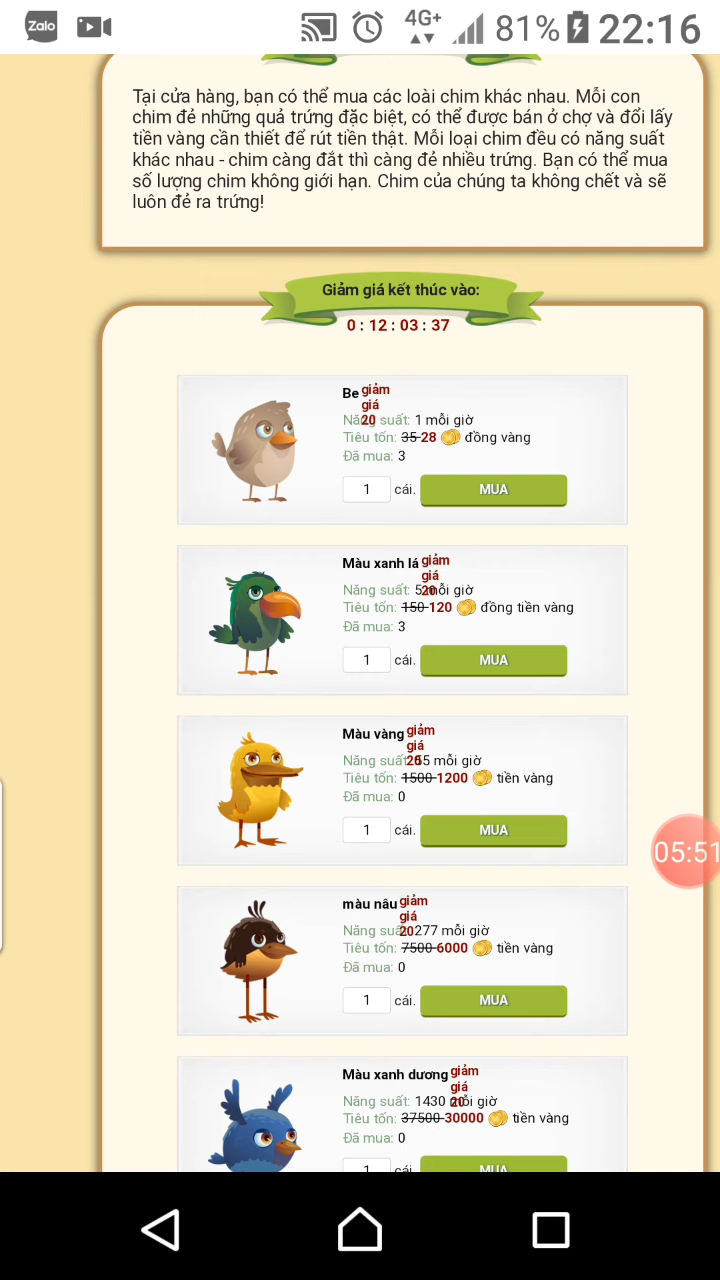 Zalo
4G+
81%
22:16
Tại cửa hàng, bạn có thể mua các loài chim khác nhau. Mỗi con
chim đẻ những quả trứng đặc biệt, có thể được bán ở chợ và đổi lấy
tiền vàng cần thiết để rút tiền thật. Mỗi loại chim đều có năng suất
khác nhau - chim càng đắt thì càng đẻ nhiều trứng. Bạn có thể mua
số lượng chim không giới hạn. Chim của chúng ta không chết và sẽ
luôn đẻ ra trứng!
Giảm giá kết thúc vào:
0 : 12 : 03 : 37
Be giảm
giá
20
Năng suất: 1 mỗi giờ
Tiêu tốn: 35 28 đồng vàng
Đã mua: 3
1 cái. MUA
Màu xanh lá giảm
giá
20
Năng suất: 5 mỗi giờ
Tiêu tốn: 150 120 đồng tiền vàng
Đã mua: 3
1 cái. MUA
Màu vàng giảm
giá
20
Năng suất: 55 mỗi giờ
Tiêu tốn: 1500 1200 tiền vàng
Đã mua: 0
1 cái. MUA
màu nâu giảm
giá
20
Năng suất: 277 mỗi giờ
Tiêu tốn: 7500 6000 tiền vàng
Đã mua: 0
1 cái. MUA
Màu xanh dương giảm
giá
20
Năng suất: 1430 mỗi giờ
Tiêu tốn: 37500 30000 tiền vàng
Đã mua: 0
1 cái. MUA
05:51